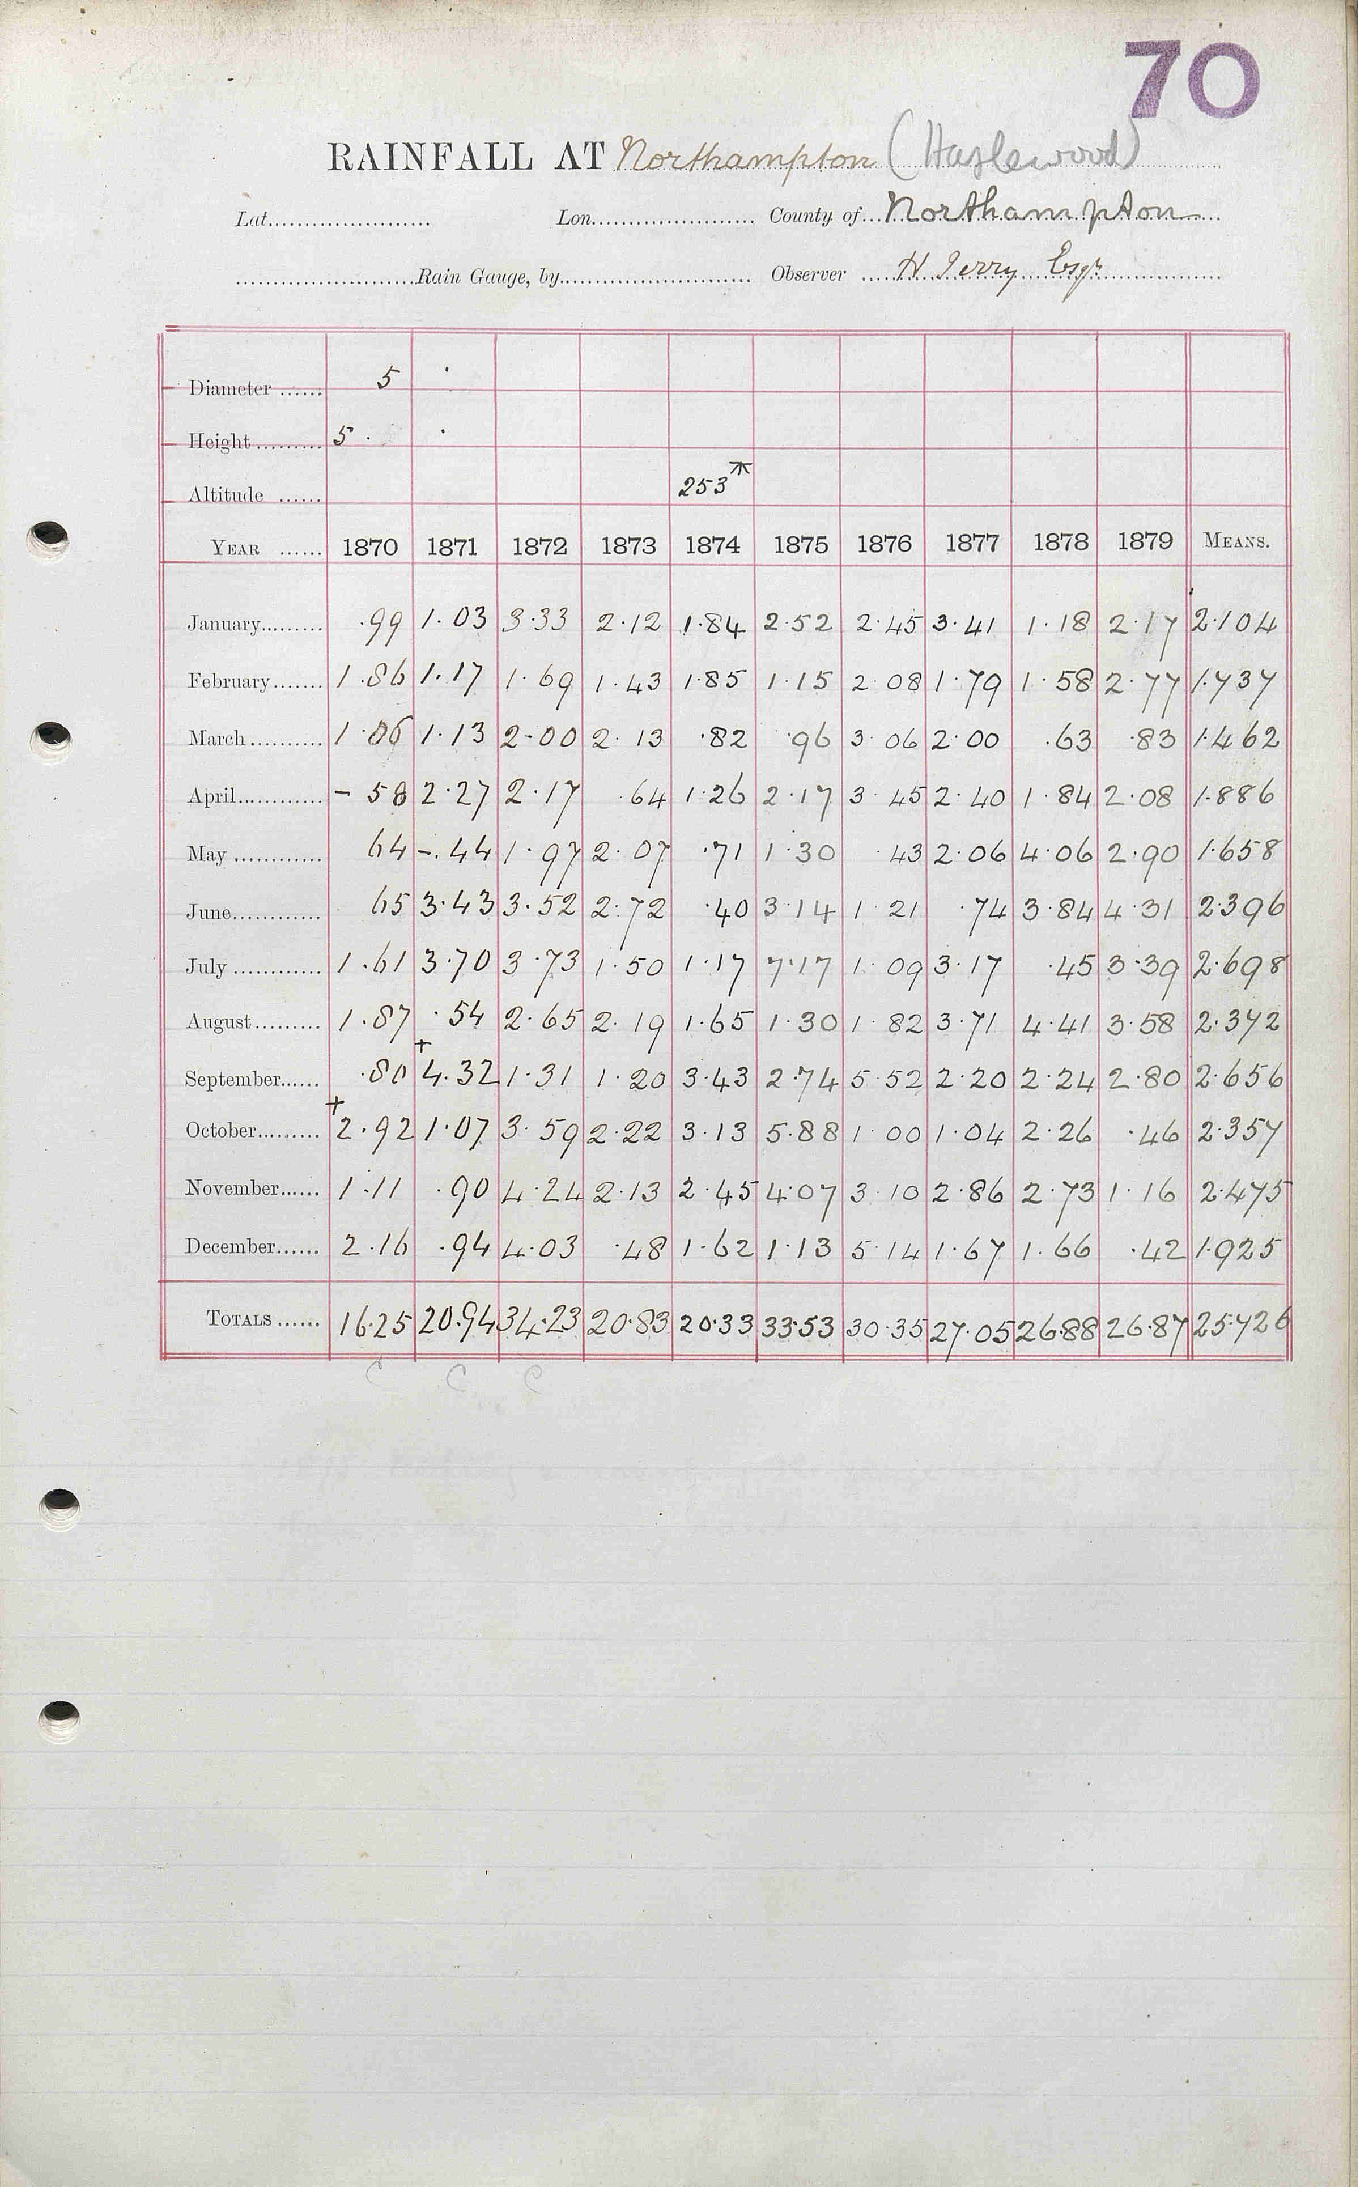 70
RAINFALL AT Northampton (Hazlewood)
Lat. Lon. County of Northampton
Rain Gauge, by Observer H. Terry Esqr
Diameter 5
Height 5 ·
Altitude 253 ⊼
YEAR 1870 1871 1872 1873 1874 1875 1876 1877 1878 1879 MEANS.
January ·99 1·03 3·33 2·12 1·84 2·52 2·45 3·41 1·18 2·17 2·104
February 1·86 1·17 1·69 1·43 1·85 1·15 2 08 1·79 1·58 2·77 1·737
March 1·06 1·13 2-00 2·13 ·82 ·96 3·06 2·00 ·63 ·83 1·462
April - 58 2·27 2·17 ·64 1·26 2·17 3 45 2·40 1·84 2·08 1·886
May 64 -·44 1·97 2·07 ·71 1·30 43 2·06 4·06 2·90 1·658
June 65 3·43 3·52 2·72 ·40 3·14 1 21 ·74 3·84 4·31 2·396
July 1·61 3·70 3·73 1·50 1·17 7·17 1·09 3·17 ·45 3·39 2·698
August 1·87 ·54 2·65 2·19 1·65 1·30 1 82 3·71 4·41 3·58 2·372
September ·80 + 4·32 1·31 1·20 3·43 2·74 5 52 2·20 2·24 2·80 2·656
October + 2·92 1·07 3·59 2·22 3·13 5·88 1 00 1·04 2·26 ·46 2·357
November 1·11 ·90 4·24 2·13 2·45 4·07 3·10 2·86 2·73 1·16 2·475
December 2·16 ·94 4·03 ·48 1·62 1·13 5·14 1·67 1·66 ·42 1·925
TOTALS 16·25 20·94 34·23 20·83 20·33 33·53 30·35 27·05 26·88 26·87 25·726
C C C